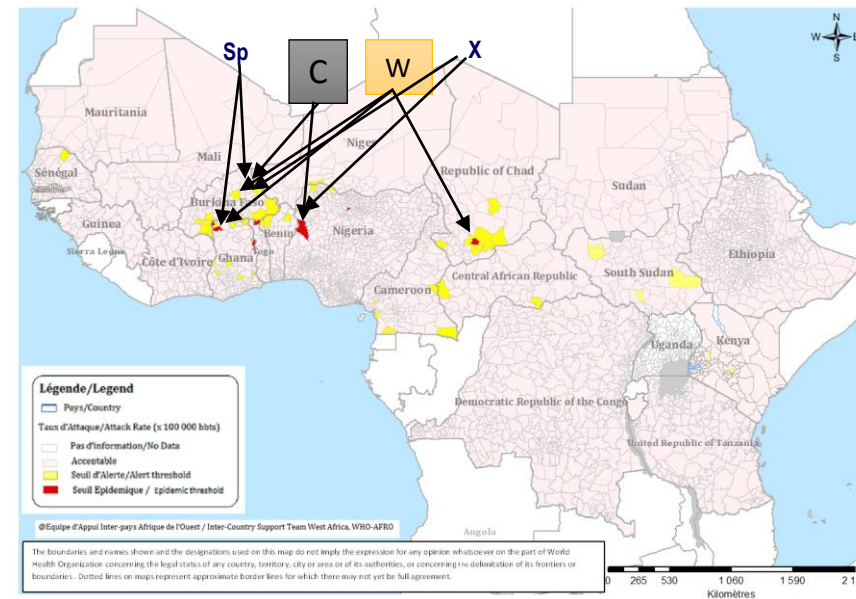 N
W E
S
Sp
C
W
X
Mauritania
Mali
Niger
Republic of Chad
Sudan
Sénégal
Burkina Faso
Guinea
Benin
Nigeria
Sierra Leone
Côte d'Ivoire
Ghana
Togo
Ethiopia
Central African Republic
South Sudan
Cameroon
Uganda
Kenya
Democratic Republic of the Congo
United Republic of Tanzania
Angola
Légende/Legend
Pays/Country
Taux d'Attaque/Attack Rate (x 100 000 hbts)
Pas d'information/No Data
Acceptable
Seuil d'Alerte/Alert threshold
Seuil Epidemique / Epidemic threshold
@Equipe d'Appui Inter-pays Afrique de l'Ouest / Inter-Country Support Team West Africa, WHO-AFRO
The boundaries and names shown and the designations used on this map do not imply the expression for any opinion whatsoever on the part of World
Health Organization concerning the legal status of any country, territory, city or area or of its authorities, or concerning the delimitation of its frontiers or
boundaries . Dotted lines on maps represent approximate border lines for which there may not yet be full agreement.
0 265 530 1 060 1 590
Kilomètres